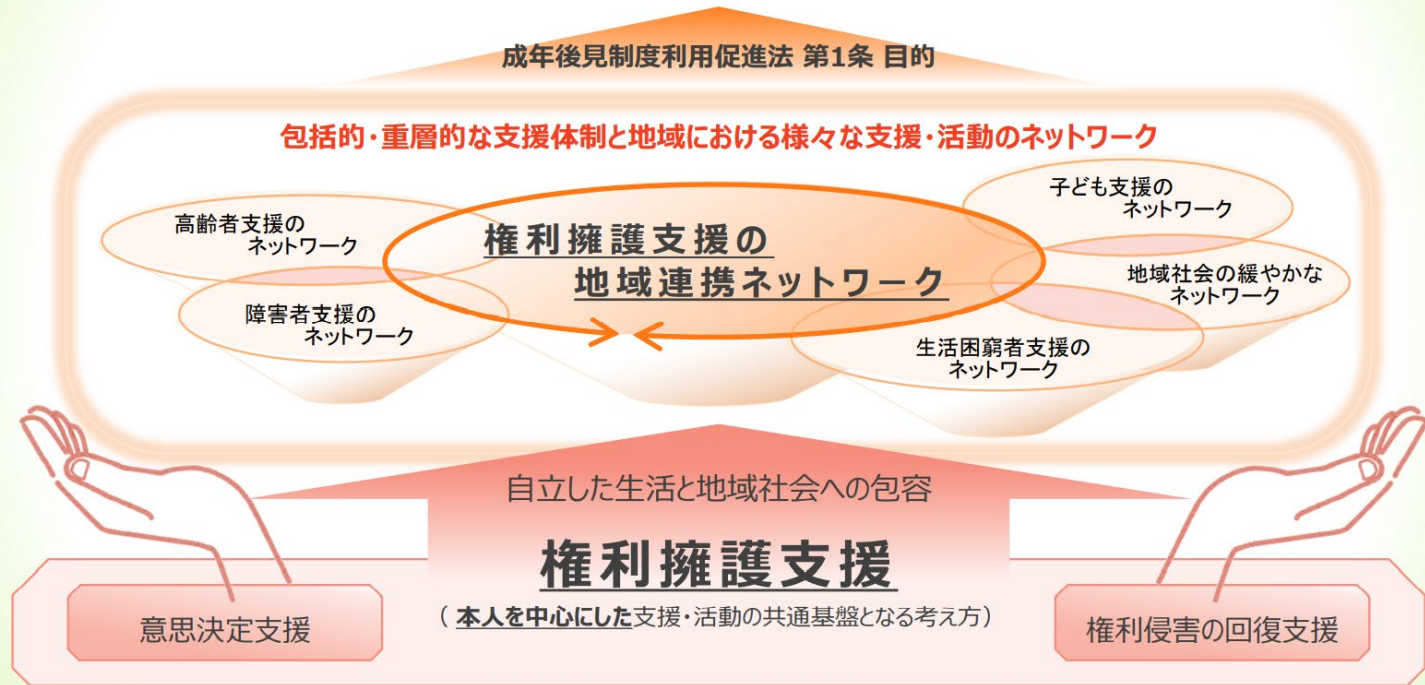 成年後見制度利用促進法 第1条 目的
包括的・重層的な支援体制と地域における様々な支援・活動のネットワーク
高齢者支援の
ネットワーク
障害者支援の
ネットワーク
権利擁護支援の
地域連携ネットワーク
子ども支援の
ネットワーク
地域社会の緩やかな
ネットワーク
生活困窮者支援の
ネットワーク
自立した生活と地域社会への包容
権利擁護支援
（ 本人を中心にした支援・活動の共通基盤となる考え方）
意思決定支援
権利侵害の回復支援